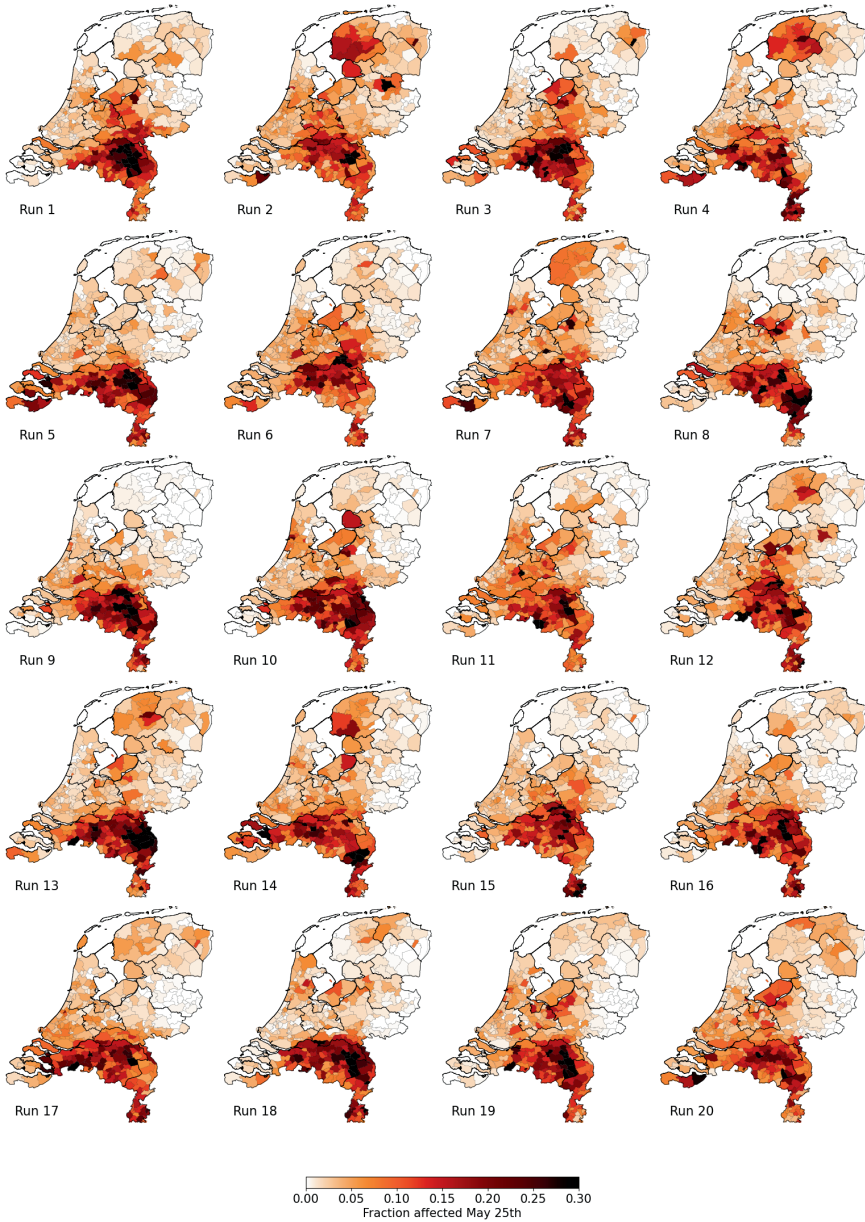 Run 1
Run 2
Run 3
Run 4
Run 5
Run 6
Run 7
Run 8
Run 9
Run 10
Run 11
Run 12
Run 13
Run 14
Run 15
Run 16
Run 17
Run 18
Run 19
Run 20
0.00 0.05 0.10 0.15 0.20 0.25 0.30
Fraction affected May 25th